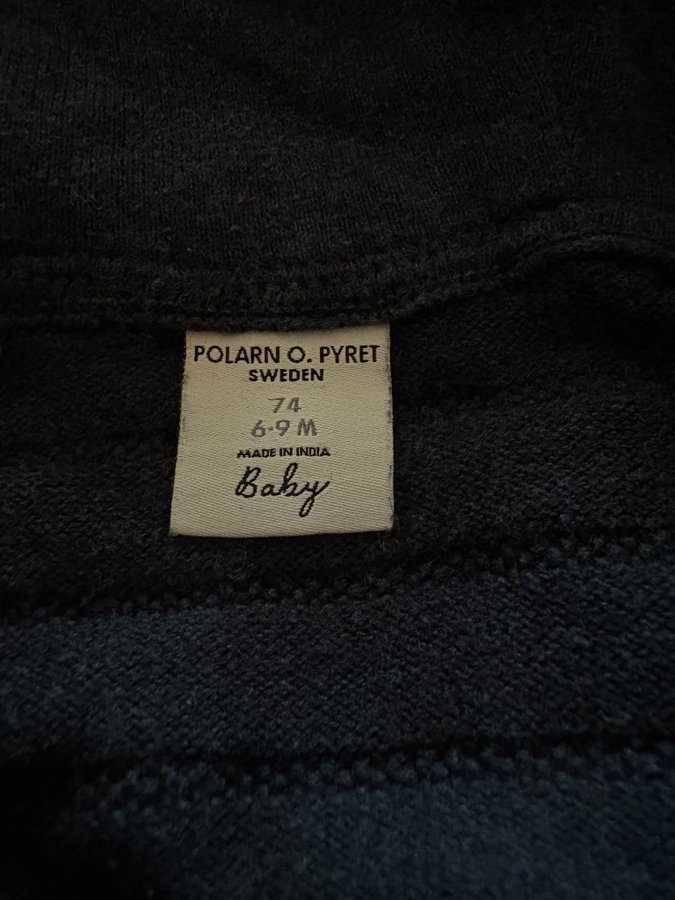 POLARN O. PYRET
SWEDEN
74
6-9 M
MADE IN INDIA
Baby